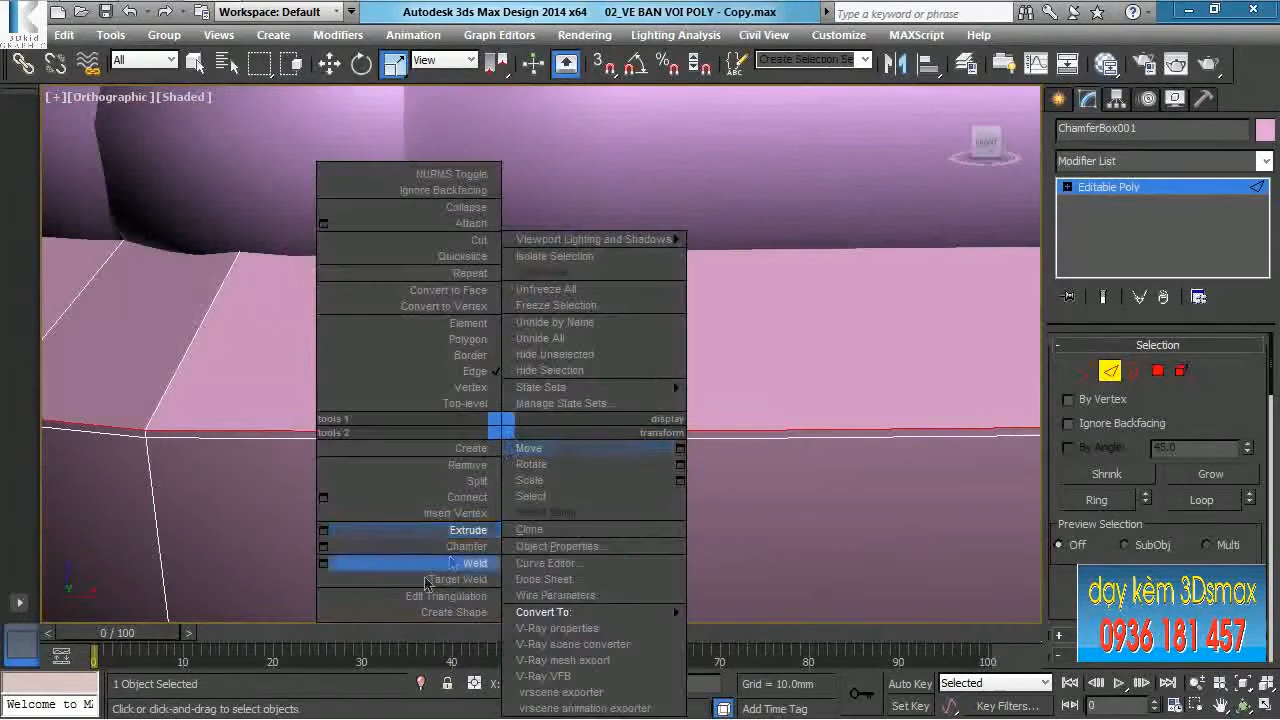 Workspace: Default
Autodesk 3ds Max Design 2014 x64
02_VE BAN VOI POLY - Copy.max
Type a keyword or phrase
3Dkid
GRAPHIC
Edit
Tools
Group
Views
Create
Modifiers
Animation
Graph Editors
Rendering
Lighting Analysis
Civil View
Customize
MAXScript
Help
All
View
Create Selection Se
[+][Orthographic][Shaded]
FRONT
ChamferBox001
Modifier List
Editable Poly
NURMS Toggle
Ignore Backfacing
Collapse
Attach
Cut
Quickslice
Repeat
Convert to Face
Convert to Vertex
Element
Polygon
Border
Edge
Vertex
Top-level
tools 1
tools 2
Create
Remove
Split
Connect
Insert Vertex
Extrude
Chamfer
Weld
Target Weld
Edit Triangulation
Create Shape
Viewport Lighting and Shadows
Isolate Selection
Unfreeze All
Freeze Selection
Unhide by Name
Unhide All
Hide Unselected
Hide Selection
State Sets
Manage State Sets...
display
transform
Move
Rotate
Scale
Select
Clone
Object Properties...
Curve Editor...
Dope Sheet...
Wire Parameters...
Convert To:
V-Ray properties
V-Ray scene converter
V-Ray mesh export
V-Ray VFB
.vrscene exporter
.vrscene animation exporter
Selection
By Vertex
Ignore Backfacing
By Angle:
45.0
Shrink
Grow
Ring
Loop
Preview Selection
Off
SubObj
Multi
dạy kèm 3Dsmax
0936 181 457
0 / 100
0
10
20
30
40
70
80
90
100
1 Object Selected
X:
Grid = 10.0mm
Auto Key
Selected
Welcome to M
Click or click-and-drag to select objects
Add Time Tag
Set Key
Key Filters...
0